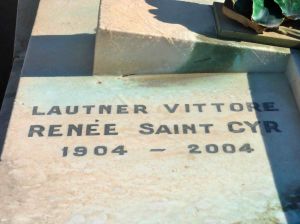 LAUTNER VITTORE
RENÉE SAINT CYR
1904 – 2004